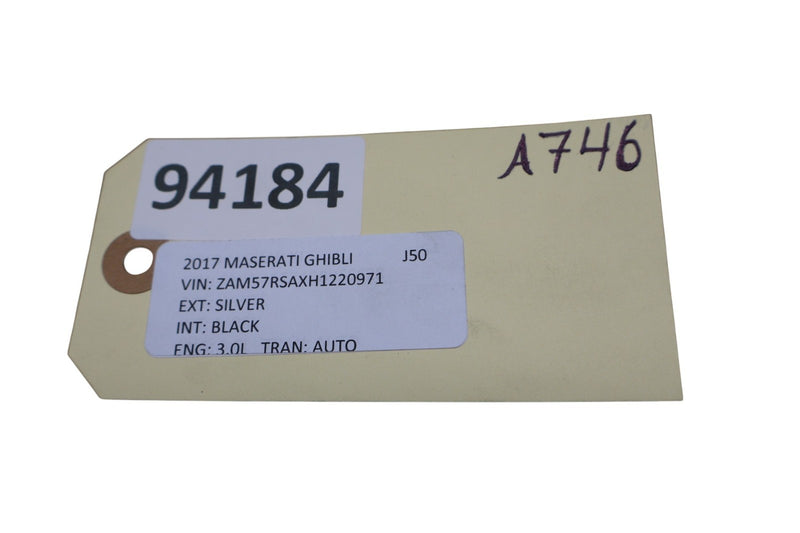 A746
94184
2017 MASERATI GHIBLI J50
VIN: ZAM57RSAXH1220971
EXT: SILVER
INT: BLACK
ENG: 3.0L TRAN: AUTO